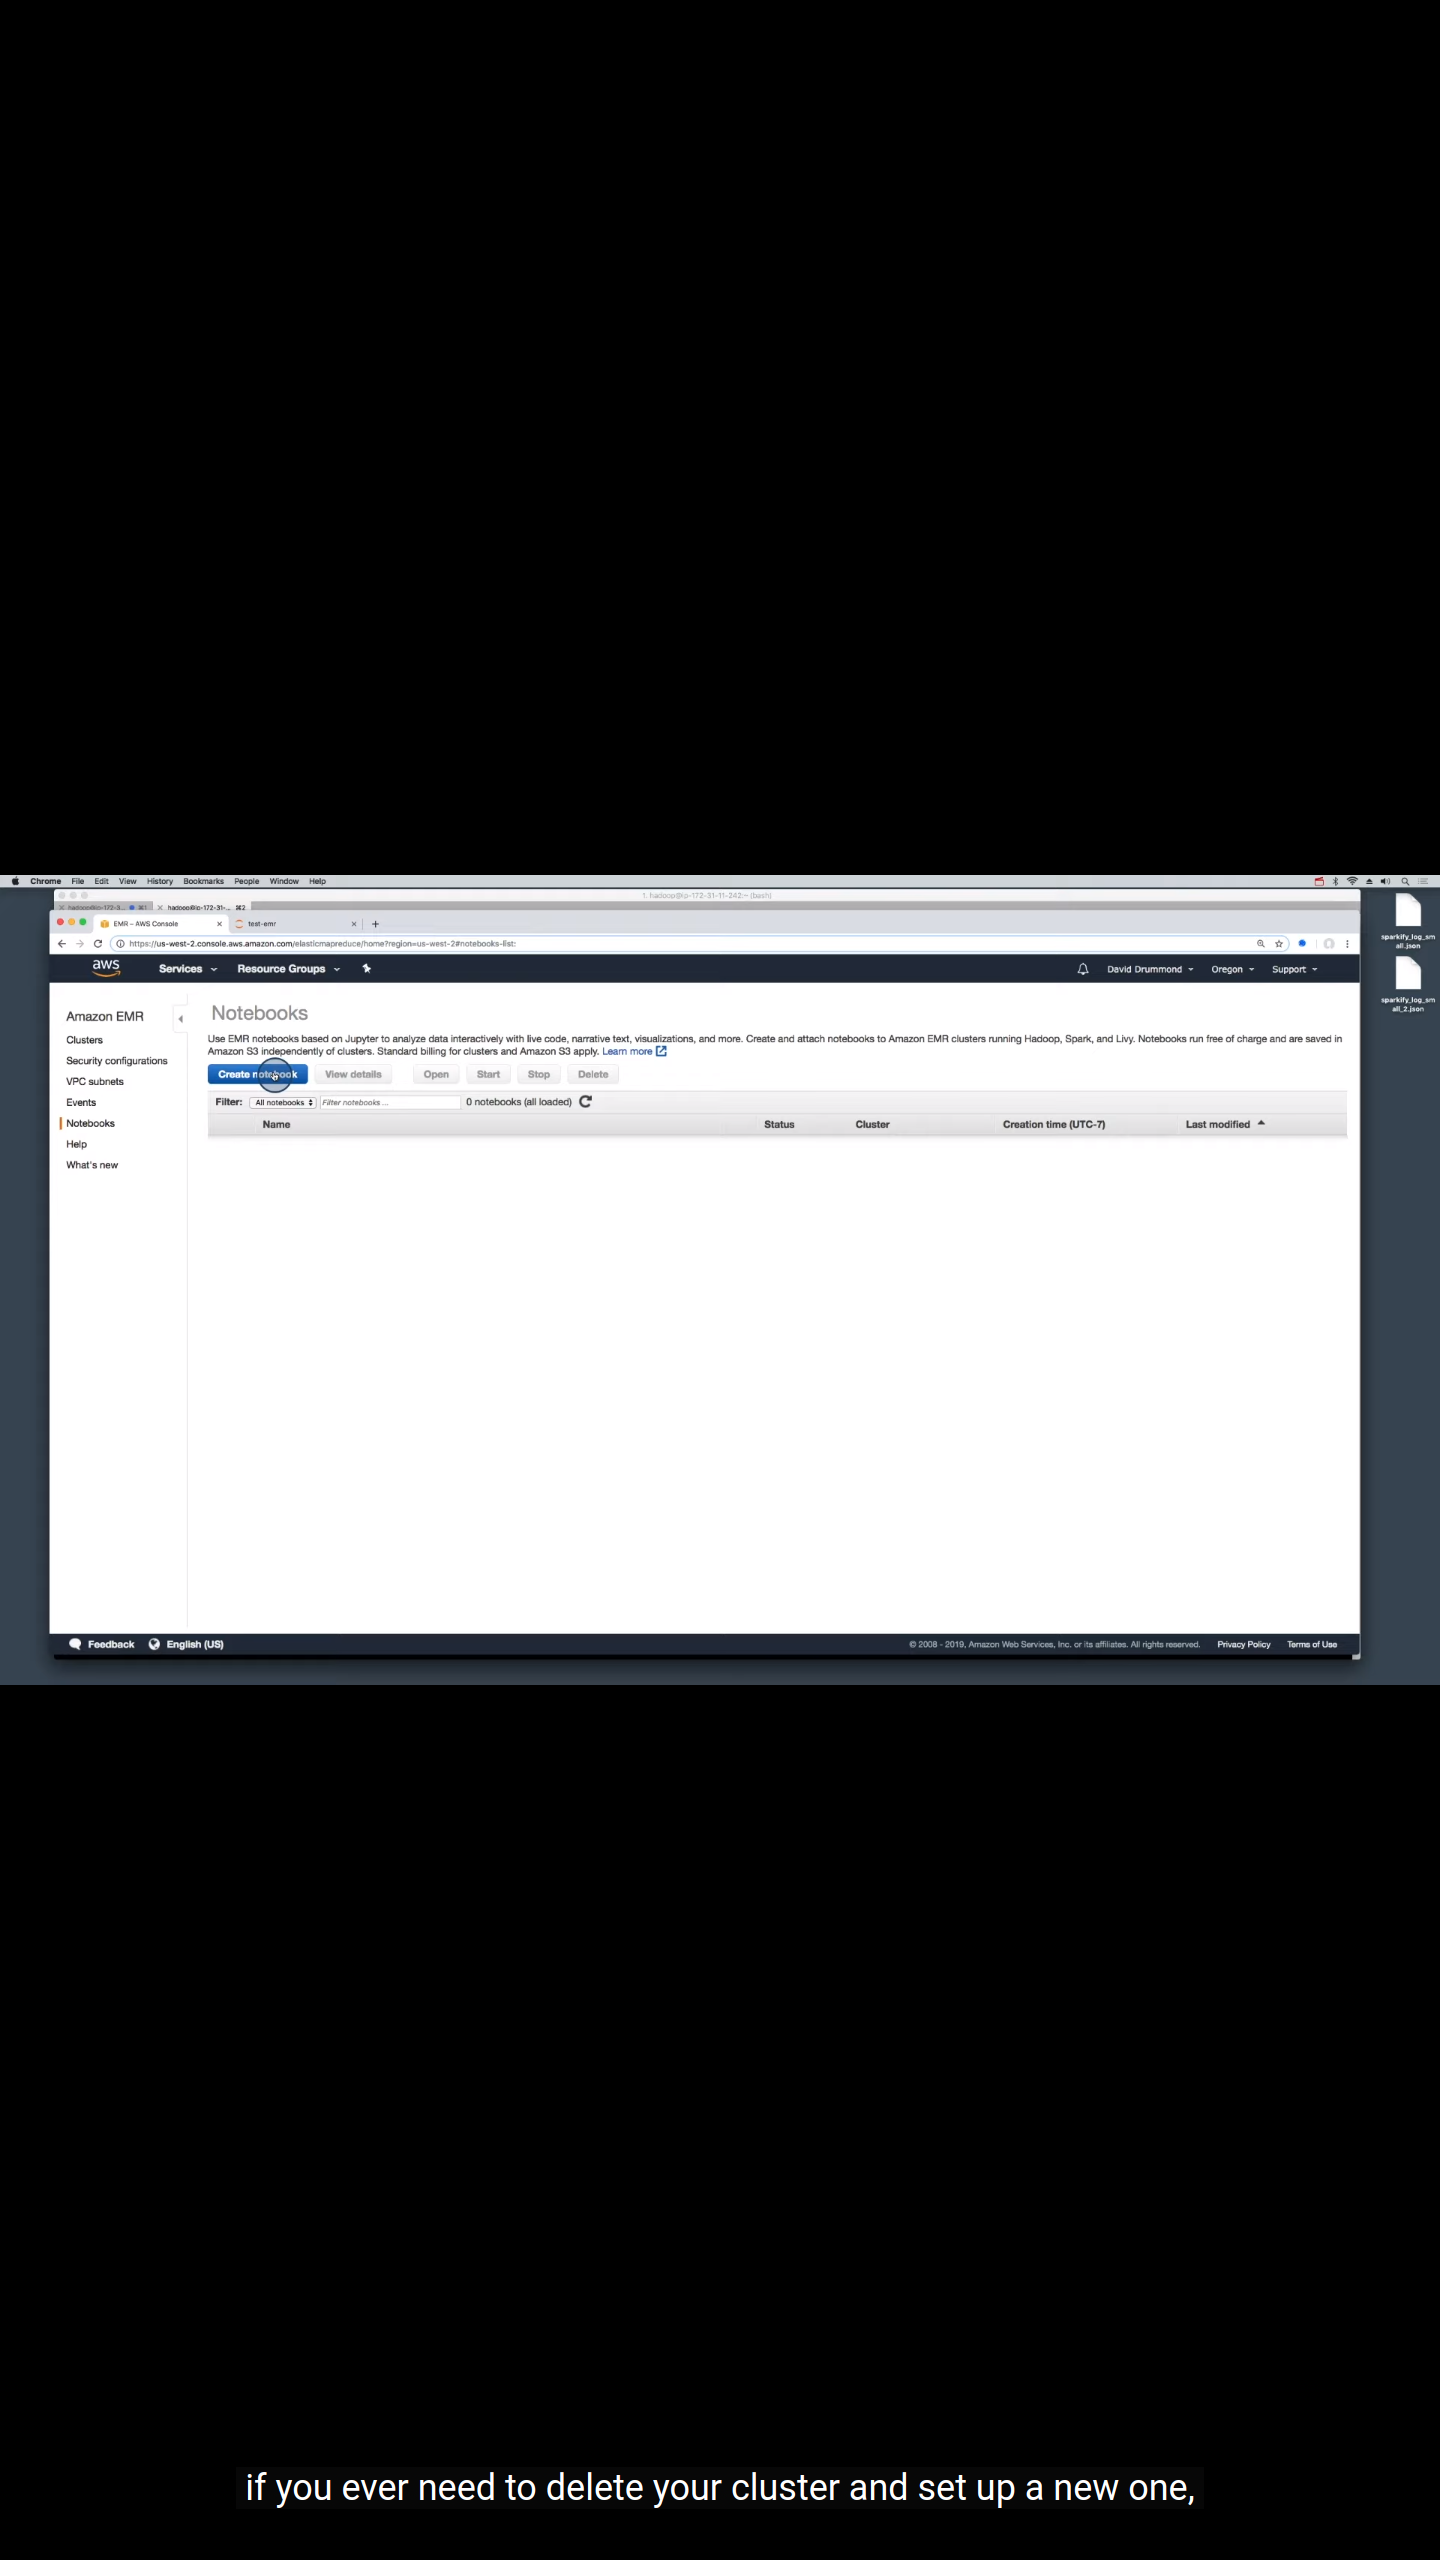 Chrome File Edit View History Bookmarks People Window Help
1. hadoop@ip-172-31-11-242:~ (bash)
hadoop@ip-172-3... ⌘1 hadoop@ip-172-31-... ⌘2
EMR – AWS Console test-emr
https://us-west-2.console.aws.amazon.com/elasticmapreduce/home?region=us-west-2#notebooks-list:
sparkify_log_sm
all.json
sparkify_log_sm
all_2.json
aws Services Resource Groups David Drummond Oregon Support
Amazon EMR
Clusters
Security configurations
VPC subnets
Events
Notebooks
Help
What's new
Notebooks
Use EMR notebooks based on Jupyter to analyze data interactively with live code, narrative text, visualizations, and more. Create and attach notebooks to Amazon EMR clusters running Hadoop, Spark, and Livy. Notebooks run free of charge and are saved in
Amazon S3 independently of clusters. Standard billing for clusters and Amazon S3 apply. Learn more
Create notebook View details Open Start Stop Delete
Filter: All notebooks Filter notebooks ... 0 notebooks (all loaded)
Name Status Cluster Creation time (UTC-7) Last modified
Feedback English (US) © 2008 - 2019, Amazon Web Services, Inc. or its affiliates. All rights reserved. Privacy Policy Terms of Use
if you ever need to delete your cluster and set up a new one,